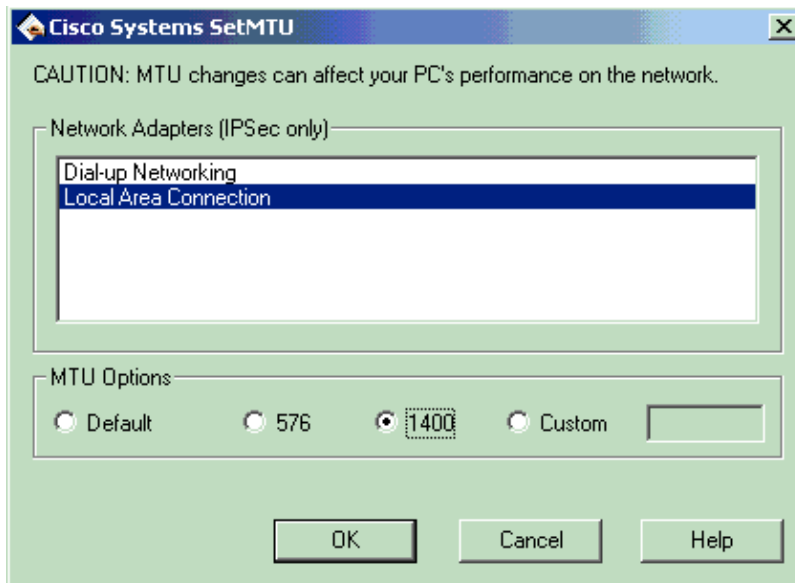 Cisco Systems SetMTU
CAUTION: MTU changes can affect your PC's performance on the network.
Network Adapters (IPSec only)
Dial-up Networking
Local Area Connection
MTU Options
Default 576 1400 Custom
OK Cancel Help